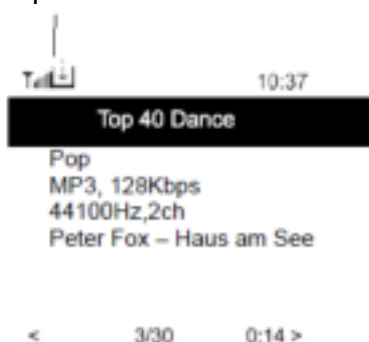 10:37
Top 40 Dance
Pop
MP3, 128Kbps
44100Hz,2ch
Peter Fox – Haus am See
< 3/30 0:14 >